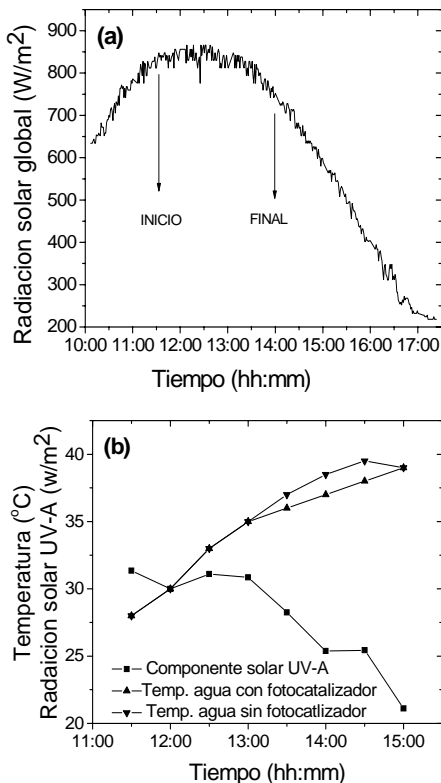 (a)
Radiacion solar global (W/m²)
900
800
700
600
500
400
300
200
INICIO
FINAL
10:00 11:00 12:00 13:00 14:00 15:00 16:00 17:00
Tiempo (hh:mm)
(b)
Temperatura (°C)
Radaicion solar UV-A (w/m²)
40
35
30
25
20
Componente solar UV-A
Temp. agua con fotocatalizador
Temp. agua sin fotocatlizador
11:00 12:00 13:00 14:00 15:00
Tiempo (hh:mm)